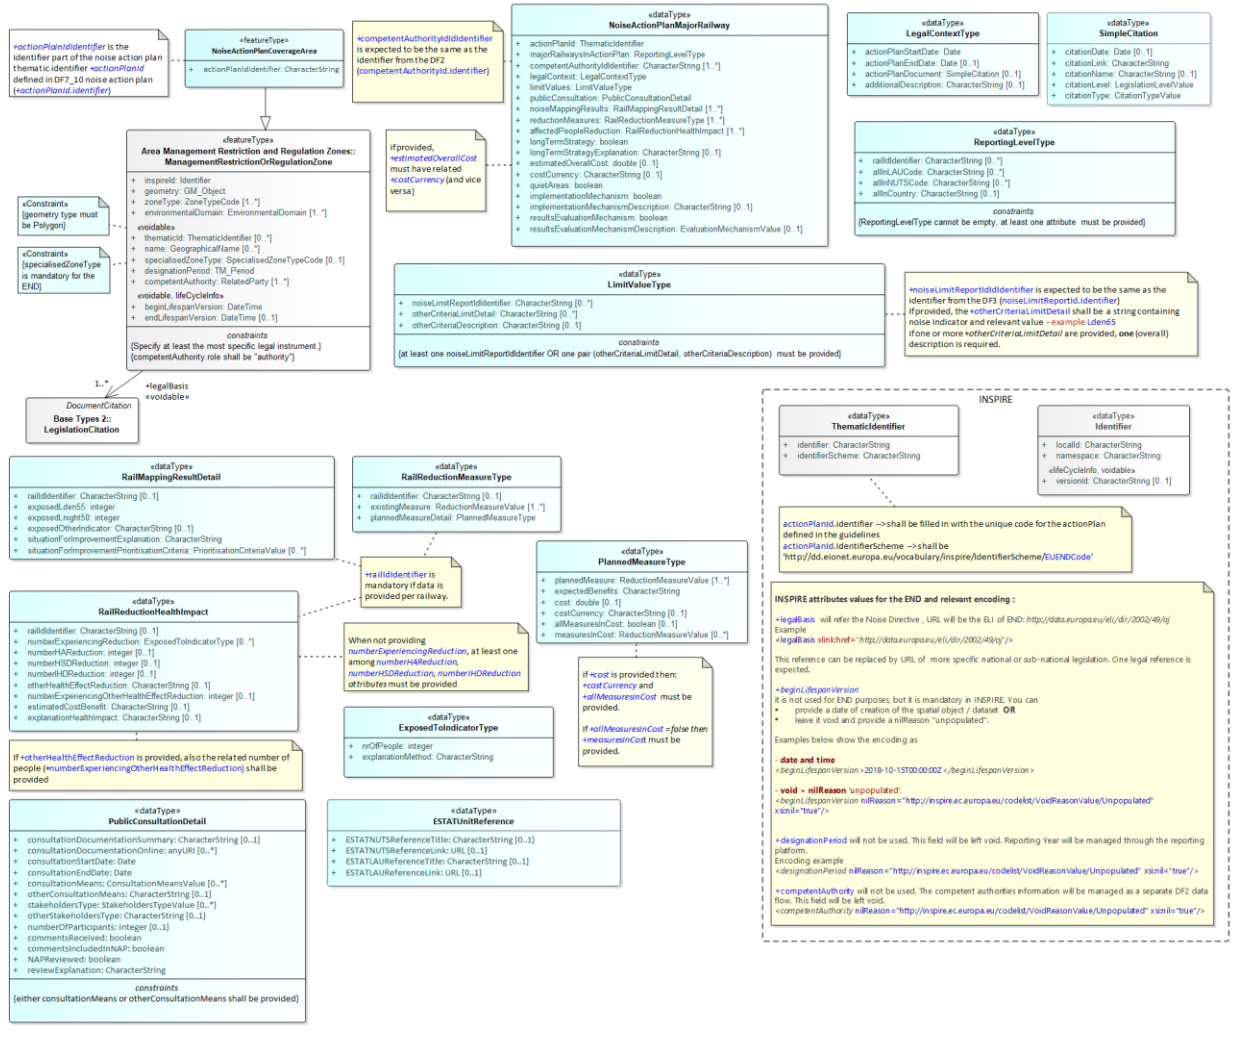 +actionPlanIdIdentifier is the
identifier part of the noise action plan
thematic identifier +actionPlanId
defined in DF7_10 noise action plan
(+actionPlanId.identifier)
«featureType»
NoiseActionPlanCoverageArea
+ actionPlanIdIdentifier: CharacterString
+competentAuthorityIdIdentifier
is expected to be the same as the
identifier from the DF2
(competentAuthorityId.identifier)
«dataType»
NoiseActionPlanMajorRailway
+ actionPlanId: ThematicIdentifier
+ majorRailwaysInActionPlan: ReportingLevelType
+ competentAuthorityIdIdentifier: CharacterString [1..*]
+ legalContext: LegalContextType
+ limitValues: LimitValueType
+ publicConsultation: PublicConsultationDetail
+ noiseMappingResults: RailMappingResultDetail [1..*]
+ reductionMeasures: RailReductionMeasureType [1..*]
+ affectedPeopleReduction: RailReductionHealthImpact [1..*]
+ longTermStrategy: boolean
+ longTermStrategyExplanation: CharacterString [0..1]
+ estimatedOverallCost: double [0..1]
+ costCurrency: CharacterString [0..1]
+ quietAreas: boolean
+ implementationMechanism: boolean
+ implementationMechanismDescription: CharacterString [0..1]
+ resultsEvaluationMechanism: boolean
+ resultsEvaluationMechanismDescription: EvaluationMechanismValue [0..1]
«dataType»
LegalContextType
+ actionPlanStartDate: Date
+ actionPlanEndDate: Date [0..1]
+ actionPlanDocument: SimpleCitation [0..1]
+ additionalDescription: CharacterString [0..1]
«dataType»
SimpleCitation
+ citationDate: Date [0..1]
+ citationLink: CharacterString
+ citationName: CharacterString [0..1]
+ citationLevel: LegislationLevelValue
+ citationType: CitationTypeValue
«dataType»
ReportingLevelType
+ railIdIdentifier: CharacterString [0..*]
+ allInLAUCode: CharacterString [0..*]
+ allInNUTSCode: CharacterString [0..*]
+ allInCountry: CharacterString [0..1]
constraints
{ReportingLevelType cannot be empty, at least one attribute must be provided}
if provided,
+estimatedOverallCost
must have related
+costCurrency (and vice
versa)
«featureType»
Area Management Restriction and Regulation Zones::
ManagementRestrictionOrRegulationZone
+ inspireId: Identifier
+ geometry: GM_Object
+ zoneType: ZoneTypeCode [1..*]
+ environmentalDomain: EnvironmentalDomain [1..*]
«voidable»
+ thematicId: ThematicIdentifier [0..*]
+ name: GeographicalName [0..*]
+ specialisedZoneType: SpecialisedZoneTypeCode [0..1]
+ designationPeriod: TM_Period
+ competentAuthority: RelatedParty [1..*]
«voidable, lifeCycleInfo»
+ beginLifespanVersion: DateTime
+ endLifespanVersion: DateTime [0..1]
constraints
{Specify at least the most specific legal instrument.}
{competentAuthority.role shall be "authority"}
«Constraint»
{geometry type must
be Polygon}
«Constraint»
{specialisedZoneType
is mandatory for the
END}
1..*
+legalBasis
«voidable»
DocumentCitation
Base Types 2::
LegislationCitation
«dataType»
LimitValueType
+ noiseLimitReportIdIdentifier: CharacterString [0..*]
+ otherCriteriaLimitDetail: CharacterString [0..*]
+ otherCriteriaDescription: CharacterString [0..1]
constraints
{at least one noiseLimitReportIdIdentifier OR one pair (otherCriteriaLimitDetail, otherCriteriaDescription) must be provided}
+noiseLimitReportIdIdentifier is expected to be the same as the
identifier from the DF3 (noiseLimitReportId.identifier)
If provided, the +otherCriteriaLimitDetail shall be a string containing
noise Indicator and relevant value - example Lden65
if one or more +otherCriteriaLimitDetail are provided, one (overall)
description is required.
INSPIRE
«dataType»
ThematicIdentifier
+ identifier: CharacterString
+ identifierScheme: CharacterString
«dataType»
Identifier
+ localId: CharacterString
+ namespace: CharacterString
«lifeCycleInfo, voidable»
+ versionId: CharacterString [0..1]
actionPlanId.identifier -->shall be filled in with the unique code for the actionPlan
defined in the guidelines
actionPlanId.IdentifierScheme -->shall be
'http://dd.eionet.europa.eu/vocabulary/inspire/IdentifierScheme/EUENDCode'
INSPIRE attributes values for the END and relevant encoding :
+legalBasis will refer the Noise Directive , URL will be the ELI of END: http://data.europa.eu/eli/dir/2002/49/oj
Example
<legalBasis xlink:href="http://data.europa.eu/eli/dir/2002/49/oj"/>
This reference can be replaced by URL of more specific national or sub-national legislation. One legal reference is
expected.
+beginLifespanVersion
it is not used for END purposes, but it is mandatory in INSPIRE. You can
• provide a date of creation of the spatial object / dataset OR
• leave it void and provide a nilReason "unpopulated".
Examples below show the encoding as
- date and time
<beginLifespanVersion>2018-10-15T00:00:00Z</beginLifespanVersion>
- void + nilReason 'unpopulated'.
<beginLifespanVersion nilReason="http://inspire.ec.europa.eu/codelist/VoidReasonValue/Unpopulated"
xsi:nil="true"/>
+designationPeriod will not be used. This field will be left void. Reporting Year will be managed through the reporting
platform.
Encoding example
<designationPeriod nilReason="http://inspire.ec.europa.eu/codelist/VoidReasonValue/Unpopulated" xsi:nil="true"/>
+competentAuthority will not be used. The competent authorities information will be managed as a separate DF2 data
flow. This field will be left void.
<competentAuthority nilReason="http://inspire.ec.europa.eu/codelist/VoidReasonValue/Unpopulated" xsi:nil="true"/>
«dataType»
RailMappingResultDetail
+ railIdIdentifier: CharacterString [0..1]
+ exposedLden55: integer
+ exposedLnight50: integer
+ exposedOtherIndicator: CharacterString [0..1]
+ situationForImprovementExplanation: CharacterString
+ situationForImprovementPrioritisationCriteria: PrioritisationCriteriaValue [0..*]
«dataType»
RailReductionMeasureType
+ railIdIdentifier: CharacterString [0..1]
+ existingMeasure: ReductionMeasureValue [1..*]
+ plannedMeasureDetail: PlannedMeasureType
+railIdIdentifier is
mandatory if data is
provided per railway.
«dataType»
PlannedMeasureType
+ plannedMeasure: ReductionMeasureValue [1..*]
+ expectedBenefits: CharacterString
+ cost: double [0..1]
+ costCurrency: CharacterString [0..1]
+ allMeasuresInCost: boolean [0..1]
+ measuresInCost: ReductionMeasureValue [0..*]
«dataType»
RailReductionHealthImpact
+ railIdIdentifier: CharacterString [0..1]
+ numberExperiencingReduction: ExposedToIndicatorType [0..*]
+ numberHAReduction: integer [0..1]
+ numberHSDReduction: integer [0..1]
+ numberIHDReduction: integer [0..1]
+ otherHealthEffectReduction: CharacterString [0..1]
+ numberExperiencingOtherHealthEffectReduction: integer [0..1]
+ estimatedCostBenefit: CharacterString [0..1]
+ explanationHealthImpact: CharacterString [0..1]
When not providing
numberExperiencingReduction, at least one
among numberHAReduction,
numberHSDReduction, numberIHDReduction
attributes must be provided
if +cost is provided then:
+costCurrency and
+allMeasuresInCost must be
provided.
If +allMeasuresInCost =false then
+measuresInCost must be
provided.
If +otherHealthEffectReduction is provided, also the related number of
people (+numberExperiencingOtherHealthEffectReduction) shall be
provided
«dataType»
ExposedToIndicatorType
+ nrOfPeople: integer
+ explanationMethod: CharacterString
«dataType»
PublicConsultationDetail
+ consultationDocumentationSummary: CharacterString [0..1]
+ consultationDocumentationOnline: anyURI [0..*]
+ consultationStartDate: Date
+ consultationEndDate: Date
+ consultationMeans: ConsultationMeansValue [0..*]
+ otherConsultationMeans: CharacterString [0..1]
+ stakeholdersType: StakeholdersTypeValue [0..*]
+ otherStakeholdersType: CharacterString [0..1]
+ numberOfParticipants: integer [0..1]
+ commentsReceived: boolean
+ commentsIncludedInNAP: boolean
+ NAPReviewed: boolean
+ reviewExplanation: CharacterString
constraints
{either consultationMeans or otherConsultationMeans shall be provided}
«dataType»
ESTATUnitReference
+ ESTATNUTSReferenceTitle: CharacterString [0..1]
+ ESTATNUTSReferenceLink: URL [0..1]
+ ESTATLAUReferenceTitle: CharacterString [0..1]
+ ESTATLAUReferenceLink: URL [0..1]